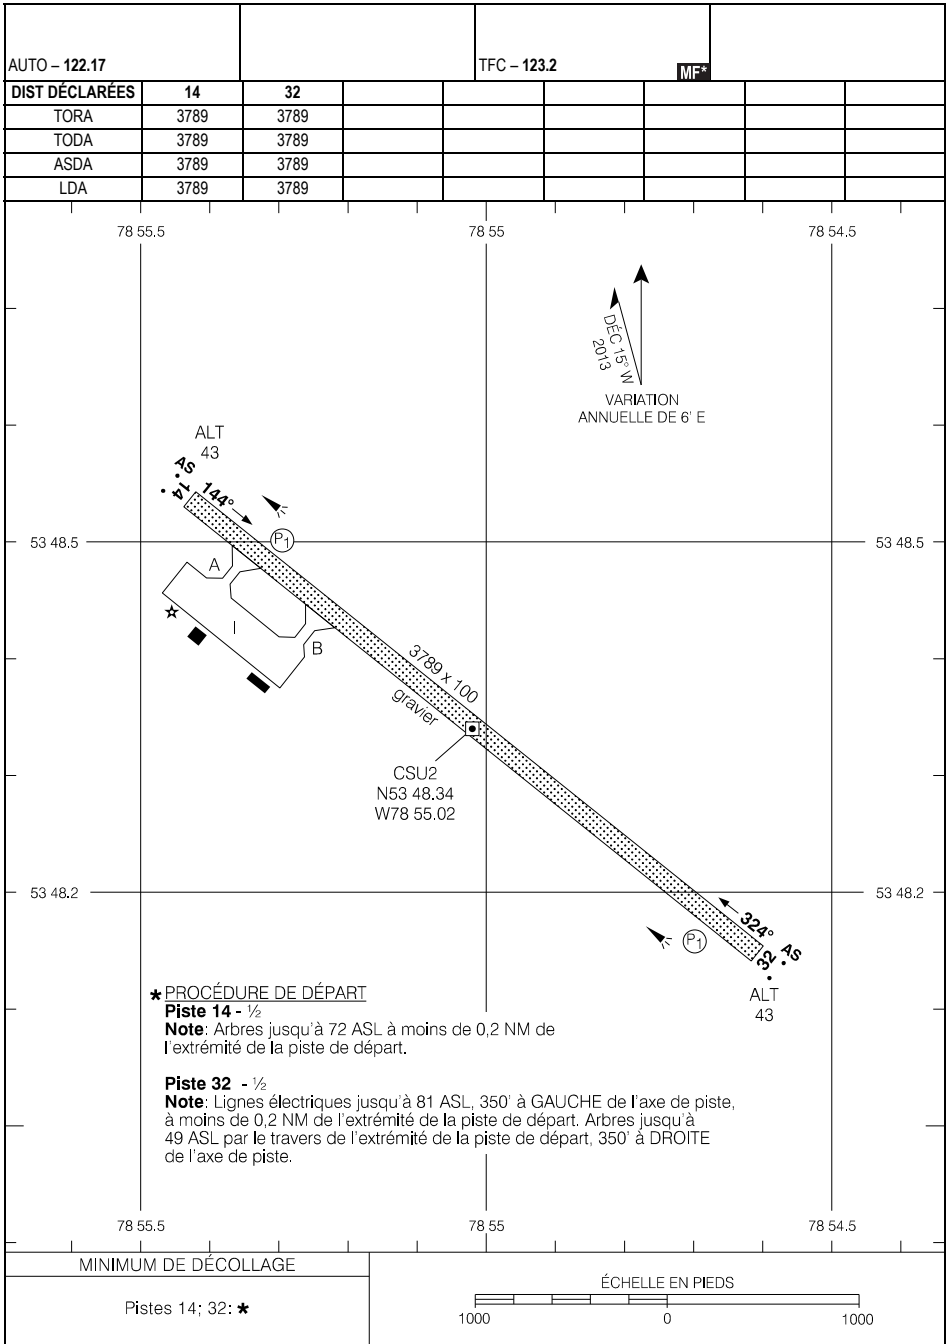 AUTO – 122.17 TFC – 123.2 MF*
DIST DÉCLARÉES 14 32
TORA 3789 3789
TODA 3789 3789
ASDA 3789 3789
LDA 3789 3789
78 55.5 78 55 78 54.5
DÉC 15° W
2013
VARIATION
ANNUELLE DE 6' E
ALT
43
AS
14
144°
P1
53 48.5 53 48.5
A
I
B
3789 x 100
gravier
CSU2
N53 48.34
W78 55.02
53 48.2 53 48.2
324°
P1
32
AS
ALT
43
* PROCÉDURE DE DÉPART
Piste 14 - ½
Note: Arbres jusqu'à 72 ASL à moins de 0,2 NM de
l'extrémité de la piste de départ.
Piste 32 - ½
Note: Lignes électriques jusqu'à 81 ASL, 350' à GAUCHE de l'axe de piste,
à moins de 0,2 NM de l'extrémité de la piste de départ. Arbres jusqu'à
49 ASL par le travers de l'extrémité de la piste de départ, 350' à DROITE
de l'axe de piste.
78 55.5 78 55 78 54.5
MINIMUM DE DÉCOLLAGE
Pistes 14; 32: *
ÉCHELLE EN PIEDS
1000 0 1000